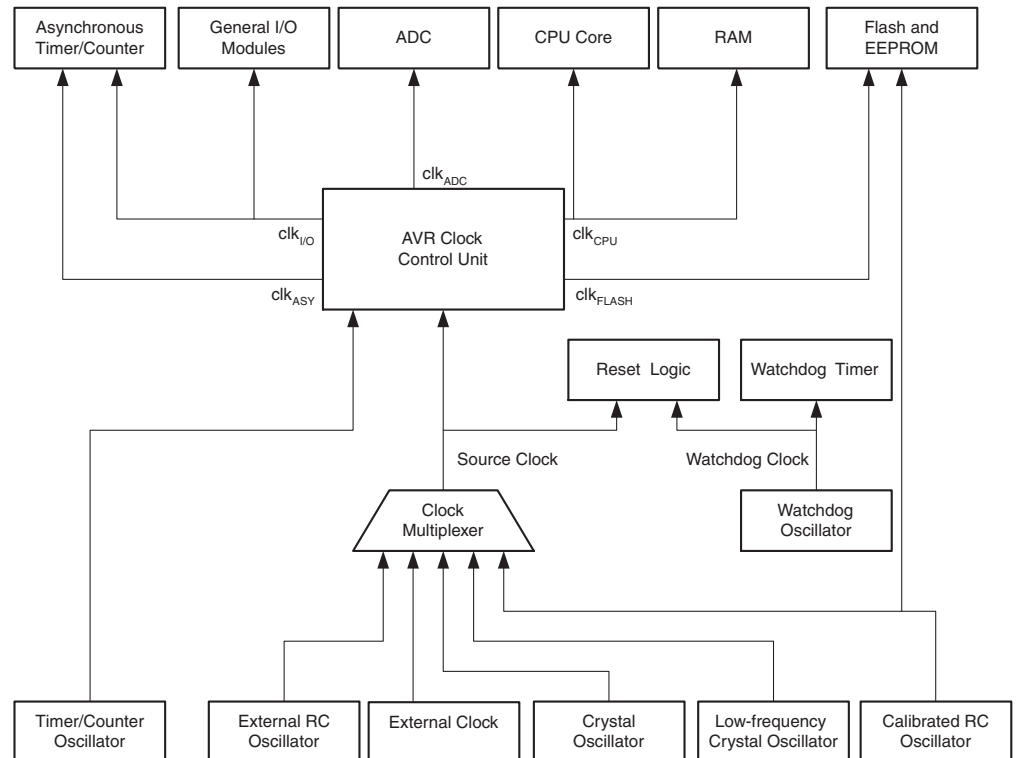 Asynchronous
Timer/Counter
General I/O
Modules
ADC
CPU Core
RAM
Flash and
EEPROM
clkADC
clkI/O
AVR Clock
Control Unit
clkCPU
clkASY
clkFLASH
Reset Logic
Watchdog Timer
Source Clock
Watchdog Clock
Clock
Multiplexer
Watchdog
Oscillator
Timer/Counter
Oscillator
External RC
Oscillator
External Clock
Crystal
Oscillator
Low-frequency
Crystal Oscillator
Calibrated RC
Oscillator